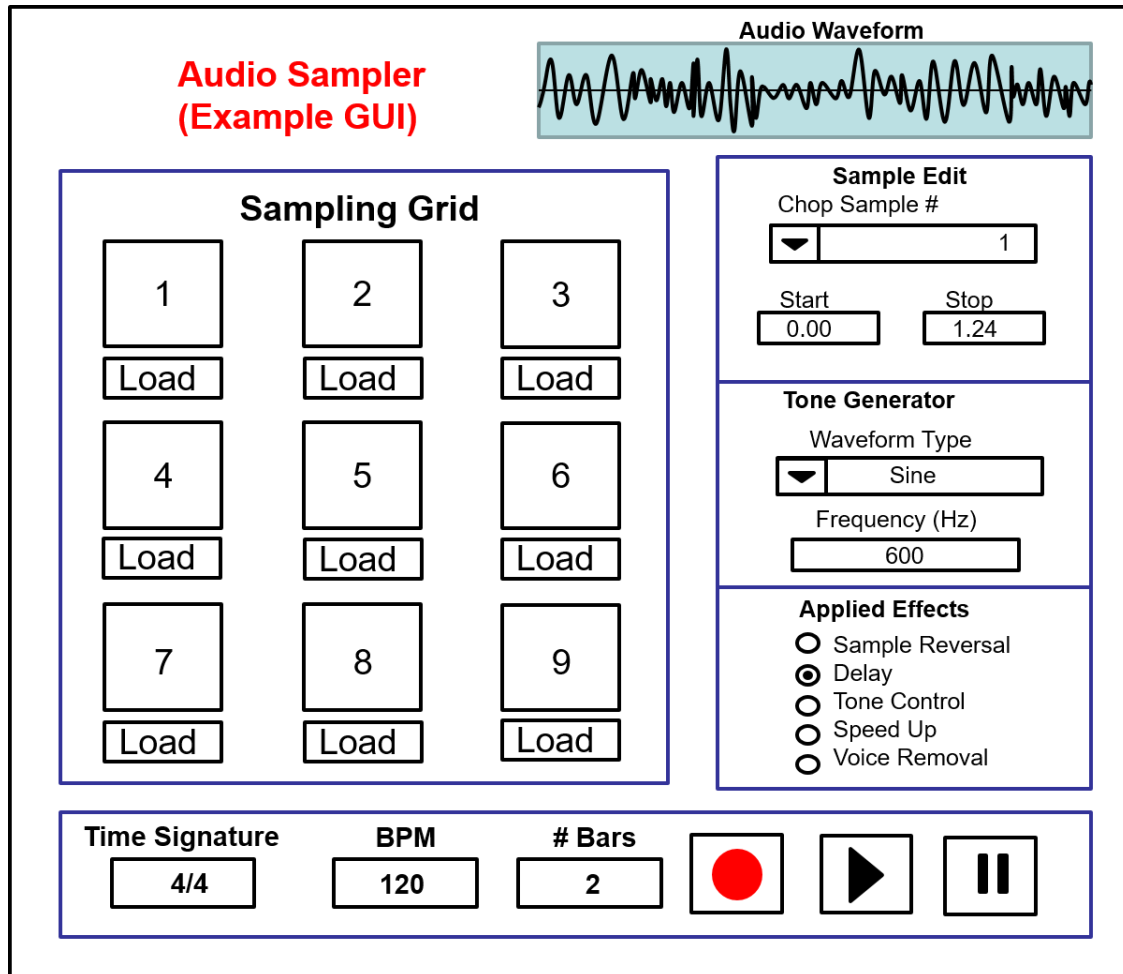 Audio Waveform
Audio Sampler
(Example GUI)
Sampling Grid
1 2 3
Load Load Load
4 5 6
Load Load Load
7 8 9
Load Load Load
Sample Edit
Chop Sample #
1
Start Stop
0.00 1.24
Tone Generator
Waveform Type
Sine
Frequency (Hz)
600
Applied Effects
Sample Reversal
Delay
Tone Control
Speed Up
Voice Removal
Time Signature BPM # Bars
4/4 120 2